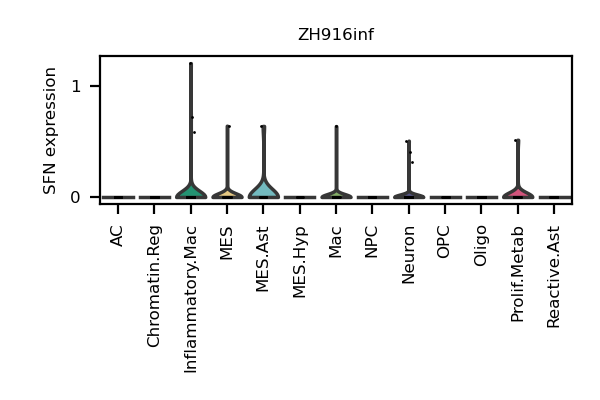 ZH916inf
SFN expression
1
0
AC
Chromatin.Reg
Inflammatory.Mac
MES
MES.Ast
MES.Hyp
Mac
NPC
Neuron
OPC
Oligo
Prolif.Metab
Reactive.Ast